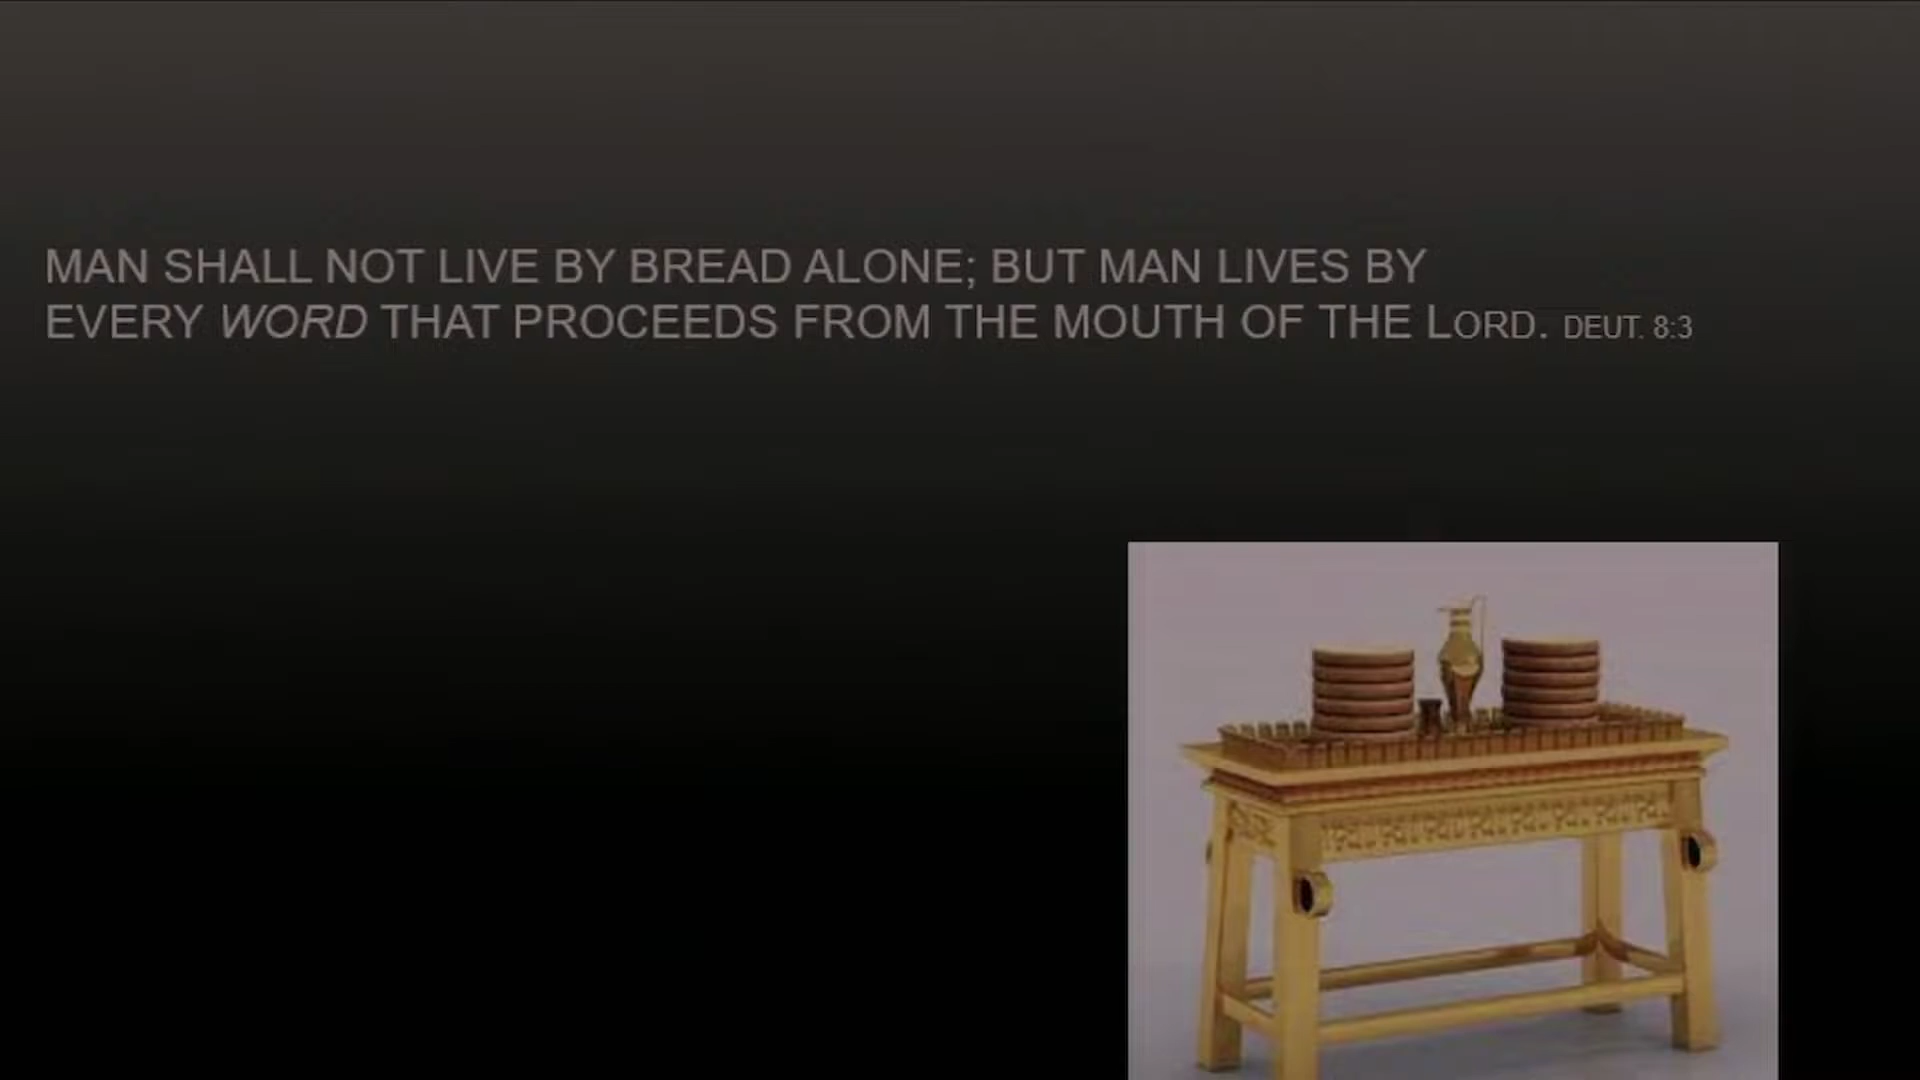 MAN SHALL NOT LIVE BY BREAD ALONE; BUT MAN LIVES BY
EVERY WORD THAT PROCEEDS FROM THE MOUTH OF THE LORD. DEUT. 8:3